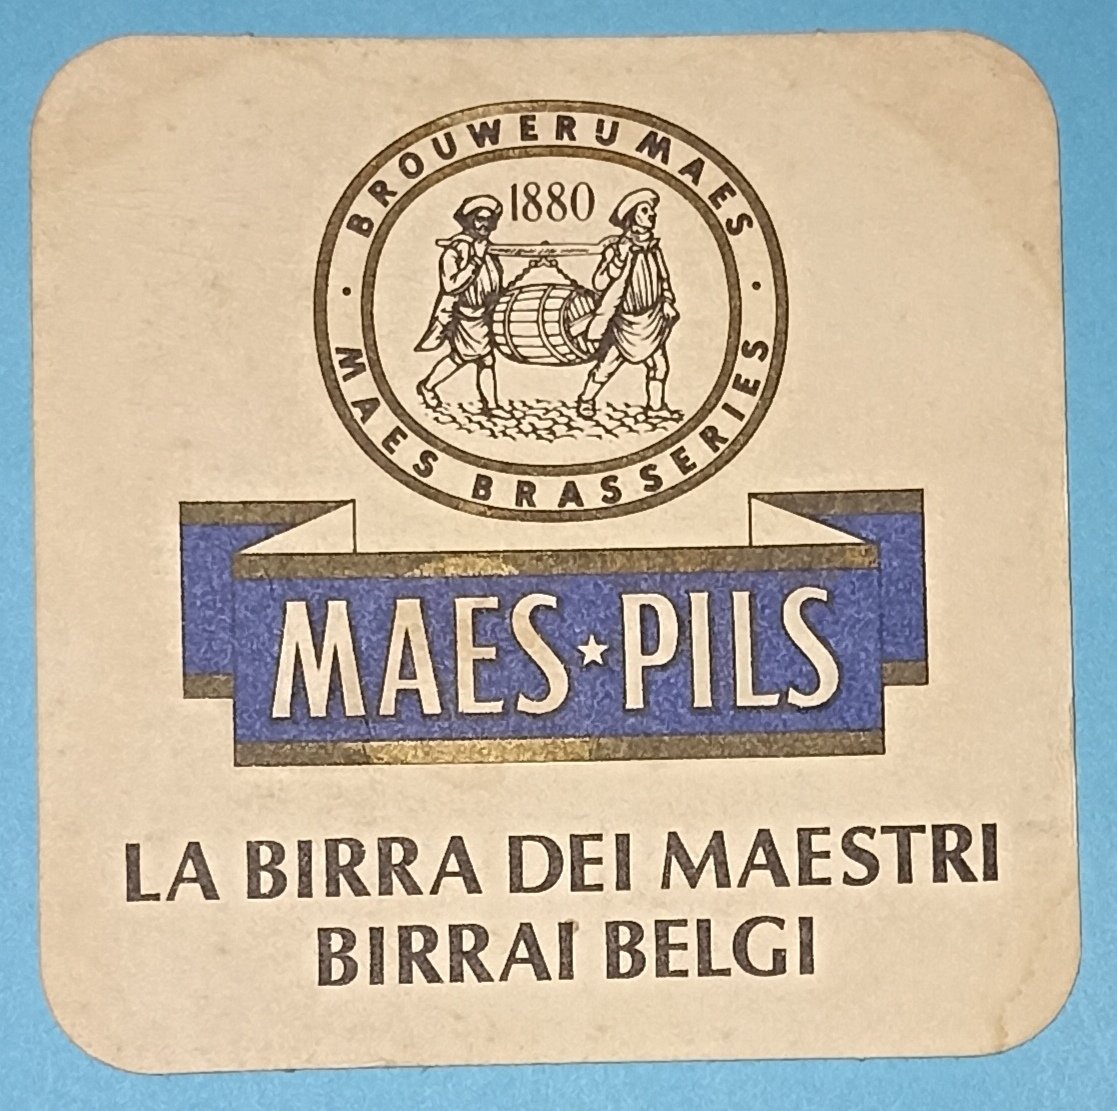 BROUWERIJ MAES
1880
MAES BRASSERIES
MAES★PILS
LA BIRRA DEI MAESTRI
BIRRAI BELGI